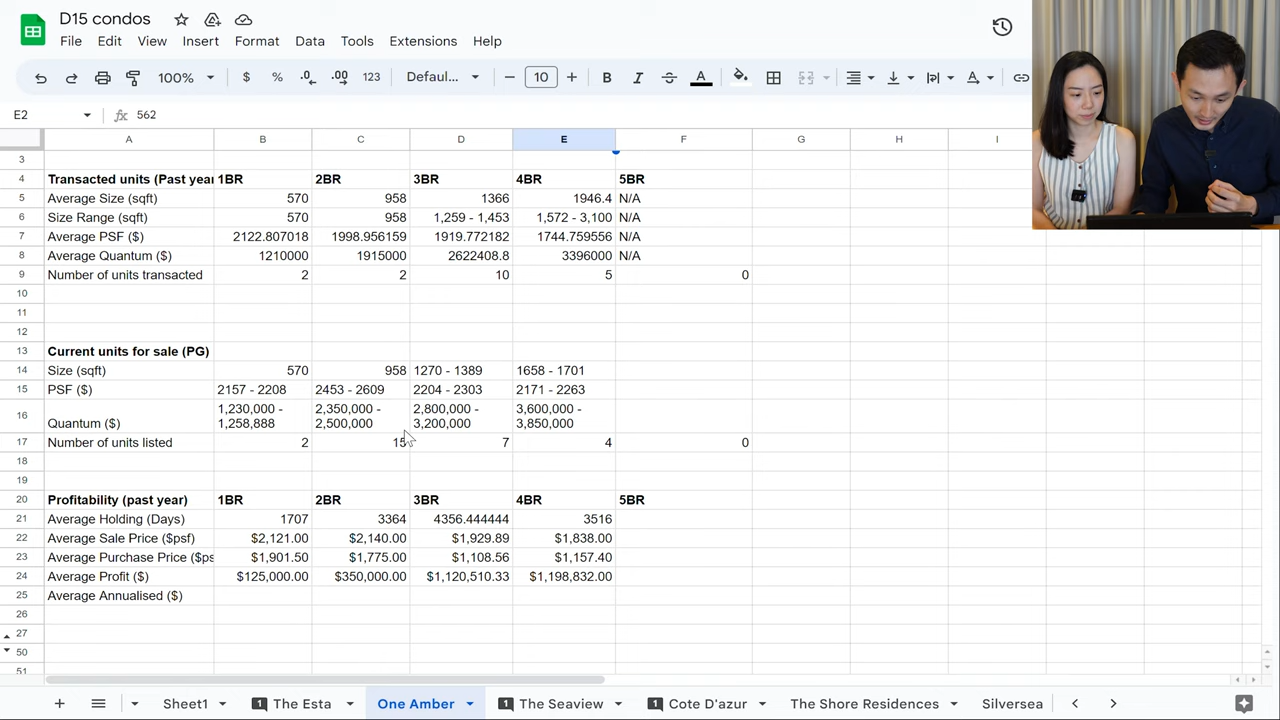 D15 condos
File Edit View Insert Format Data Tools Extensions Help
100% $ % .0 .00 123 Defaul... 10 B I A
E2 fx 562
A B C D E F G H I
3
4 Transacted units (Past year 1BR 2BR 3BR 4BR 5BR
5 Average Size (sqft) 570 958 1366 1946.4 N/A
6 Size Range (sqft) 570 958 1,259 - 1,453 1,572 - 3,100 N/A
7 Average PSF ($) 2122.807018 1998.956159 1919.772182 1744.759556 N/A
8 Average Quantum ($) 1210000 1915000 2622408.8 3396000 N/A
9 Number of units transacted 2 2 10 5 0
10
11
12
13 Current units for sale (PG)
14 Size (sqft) 570 958 1270 - 1389 1658 - 1701
15 PSF ($) 2157 - 2208 2453 - 2609 2204 - 2303 2171 - 2263
1,230,000 - 2,350,000 - 2,800,000 - 3,600,000 -
16 Quantum ($) 1,258,888 2,500,000 3,200,000 3,850,000
17 Number of units listed 2 15 7 4 0
18
19
20 Profitability (past year) 1BR 2BR 3BR 4BR 5BR
21 Average Holding (Days) 1707 3364 4356.444444 3516
22 Average Sale Price ($psf) $2,121.00 $2,140.00 $1,929.89 $1,838.00
23 Average Purchase Price ($ps $1,901.50 $1,775.00 $1,108.56 $1,157.40
24 Average Profit ($) $125,000.00 $350,000.00 $1,120,510.33 $1,198,832.00
25 Average Annualised ($)
26
27
50
51
Sheet1 1 The Esta One Amber 1 The Seaview 1 Cote D'azur The Shore Residences Silversea